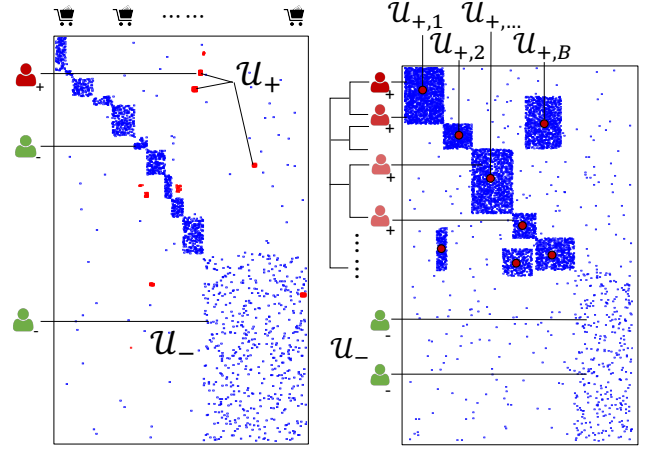 ... ...
𝒰₊
+
-
-
𝒰₋
𝒰₊,₁
𝒰₊,...
𝒰₊,₂
𝒰₊,B
+
+
+
+
⋮
𝒰₋
-
-